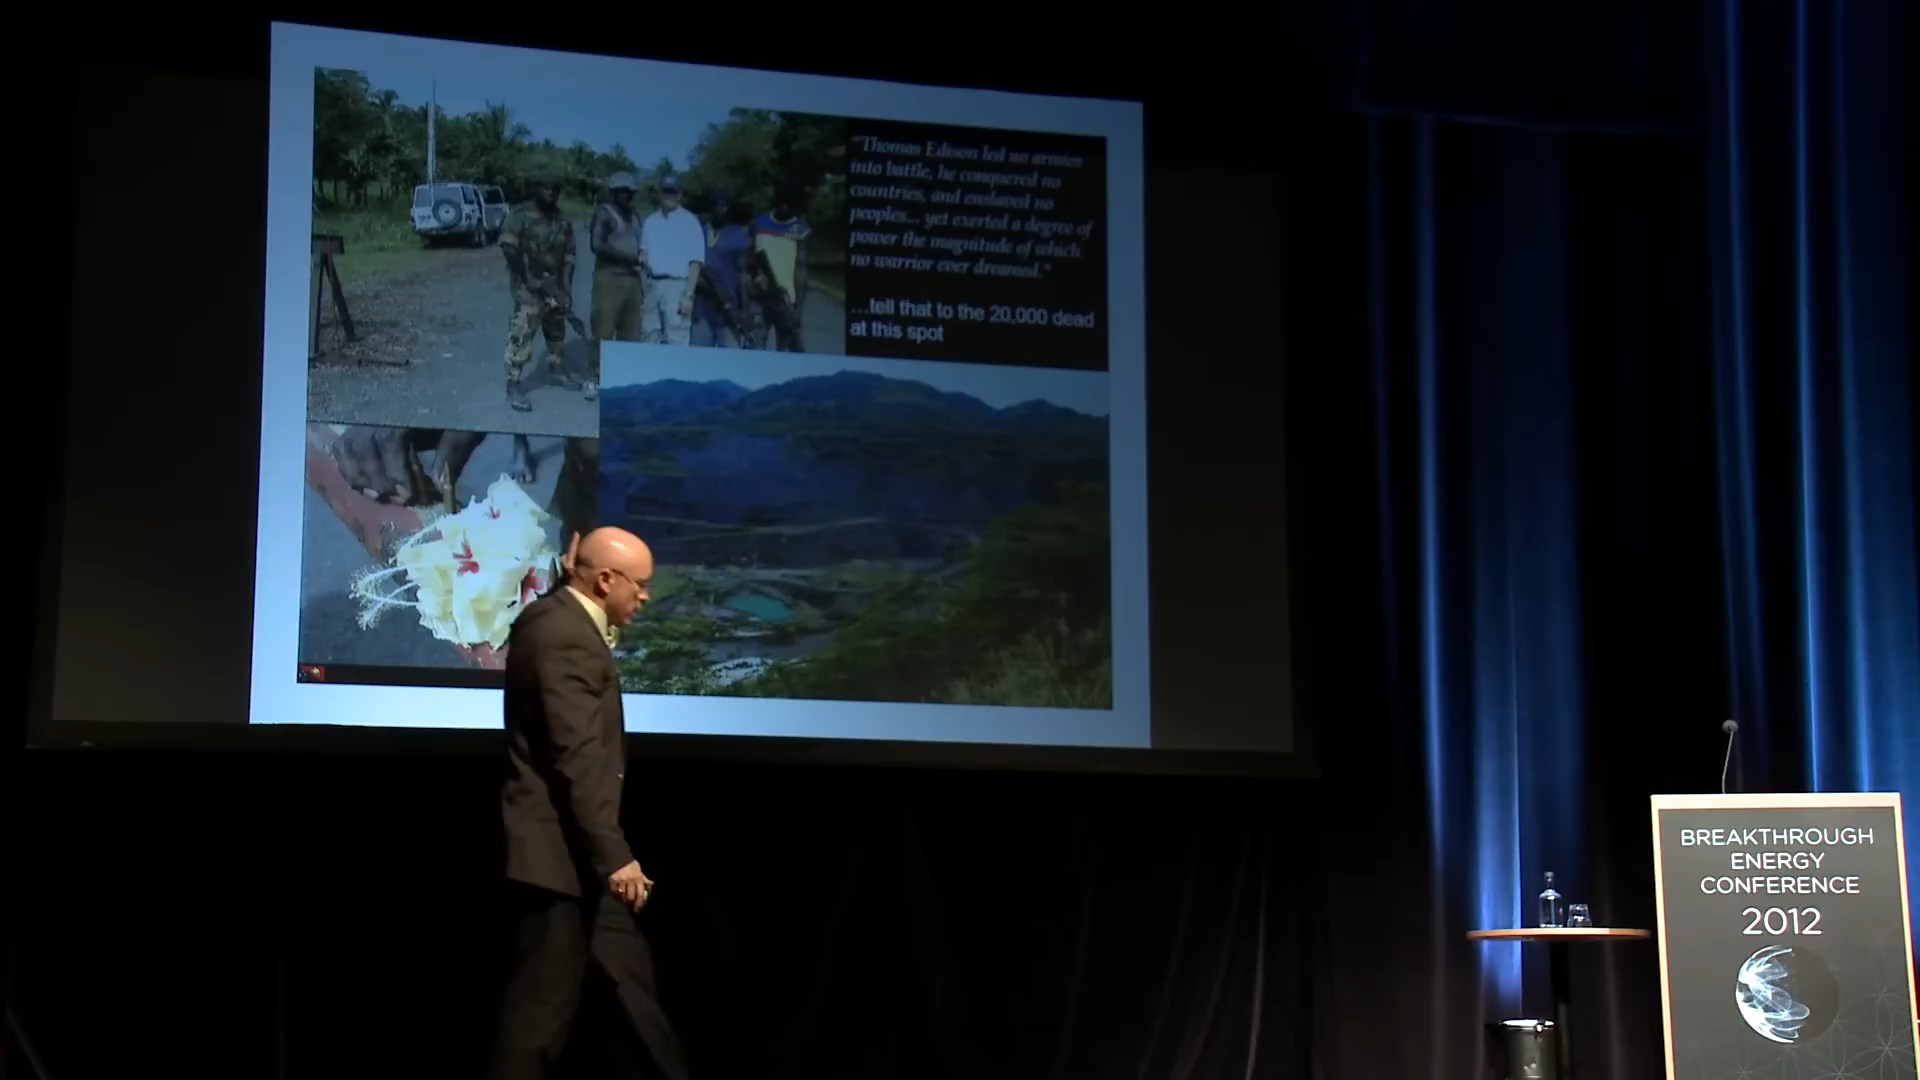 "Thomas Edison led no armies
into battle, he conquered no
countries, and enslaved no
peoples... yet exerted a degree of
power the magnitude of which
no warrior ever dreamed."
...tell that to the 20,000 dead
at this spot
BREAKTHROUGH
ENERGY
CONFERENCE
2012